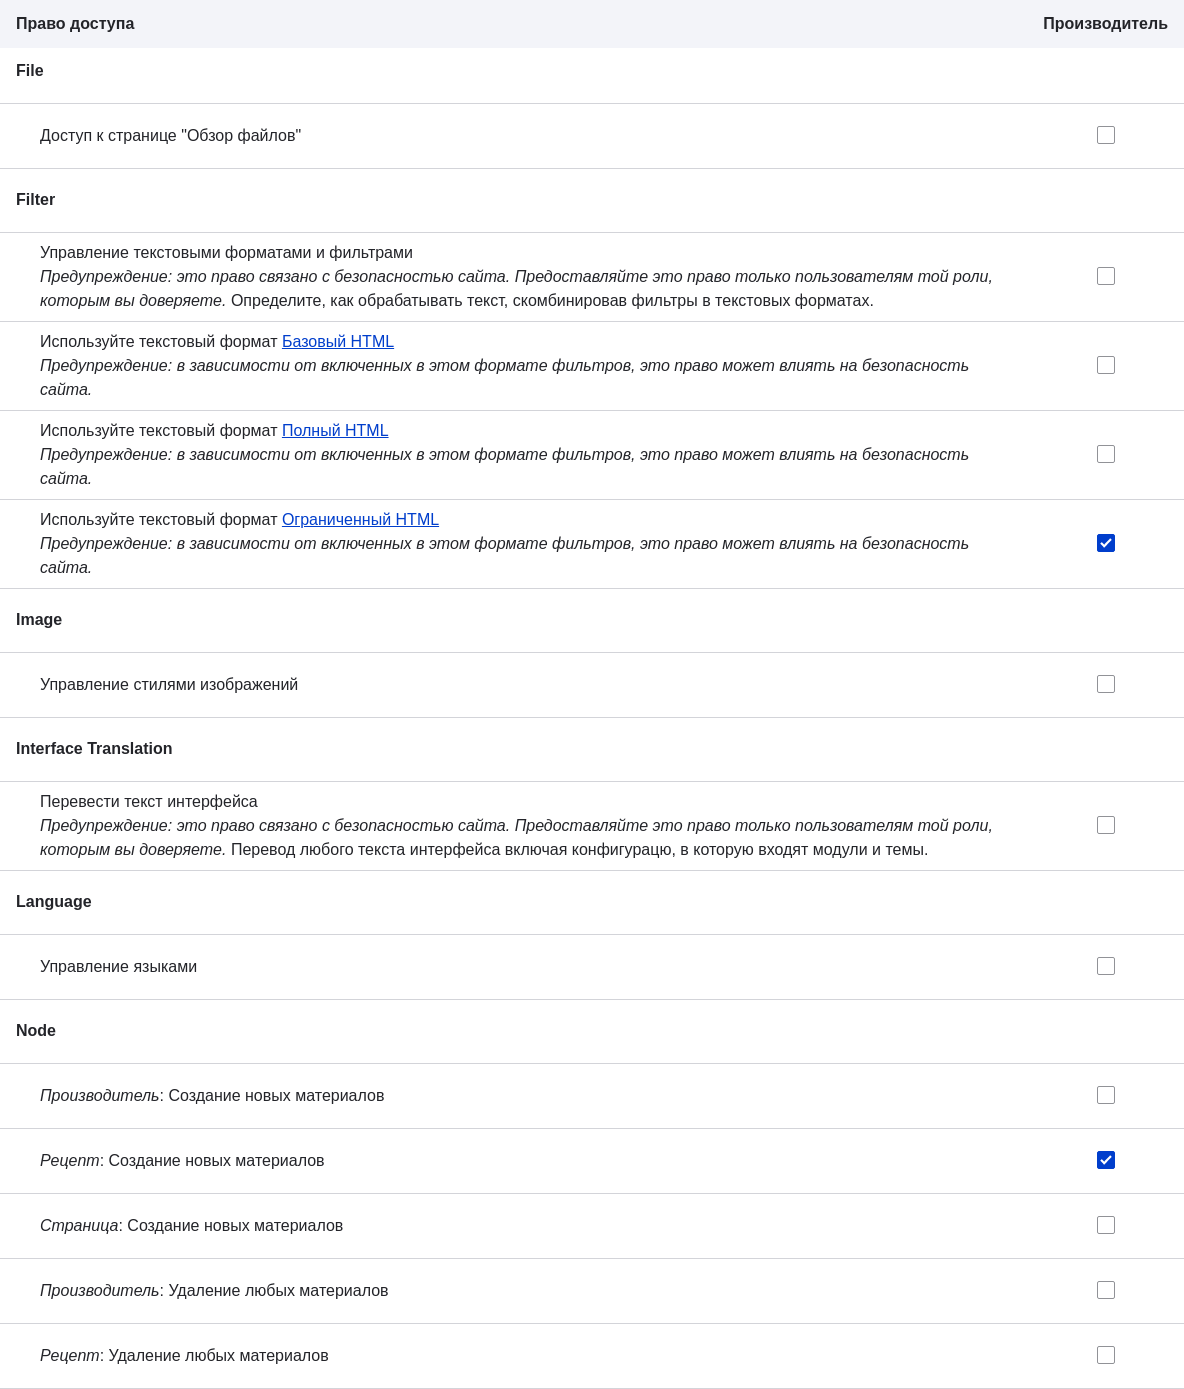 Право доступа Производитель
File
Доступ к странице "Обзор файлов"
Filter
Управление текстовыми форматами и фильтрами
Предупреждение: это право связано с безопасностью сайта. Предоставляйте это право только пользователям той роли,
которым вы доверяете. Определите, как обрабатывать текст, скомбинировав фильтры в текстовых форматах.
Используйте текстовый формат Базовый HTML
Предупреждение: в зависимости от включенных в этом формате фильтров, это право может влиять на безопасность
сайта.
Используйте текстовый формат Полный HTML
Предупреждение: в зависимости от включенных в этом формате фильтров, это право может влиять на безопасность
сайта.
Используйте текстовый формат Ограниченный HTML
Предупреждение: в зависимости от включенных в этом формате фильтров, это право может влиять на безопасность
сайта.
Image
Управление стилями изображений
Interface Translation
Перевести текст интерфейса
Предупреждение: это право связано с безопасностью сайта. Предоставляйте это право только пользователям той роли,
которым вы доверяете. Перевод любого текста интерфейса включая конфигурацю, в которую входят модули и темы.
Language
Управление языками
Node
Производитель: Создание новых материалов
Рецепт: Создание новых материалов
Страница: Создание новых материалов
Производитель: Удаление любых материалов
Рецепт: Удаление любых материалов